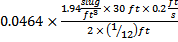 0.0464 × (1.94 slug/ft³ × 30 ft × 0.2 ft/s) / (2 × (1/12) ft)